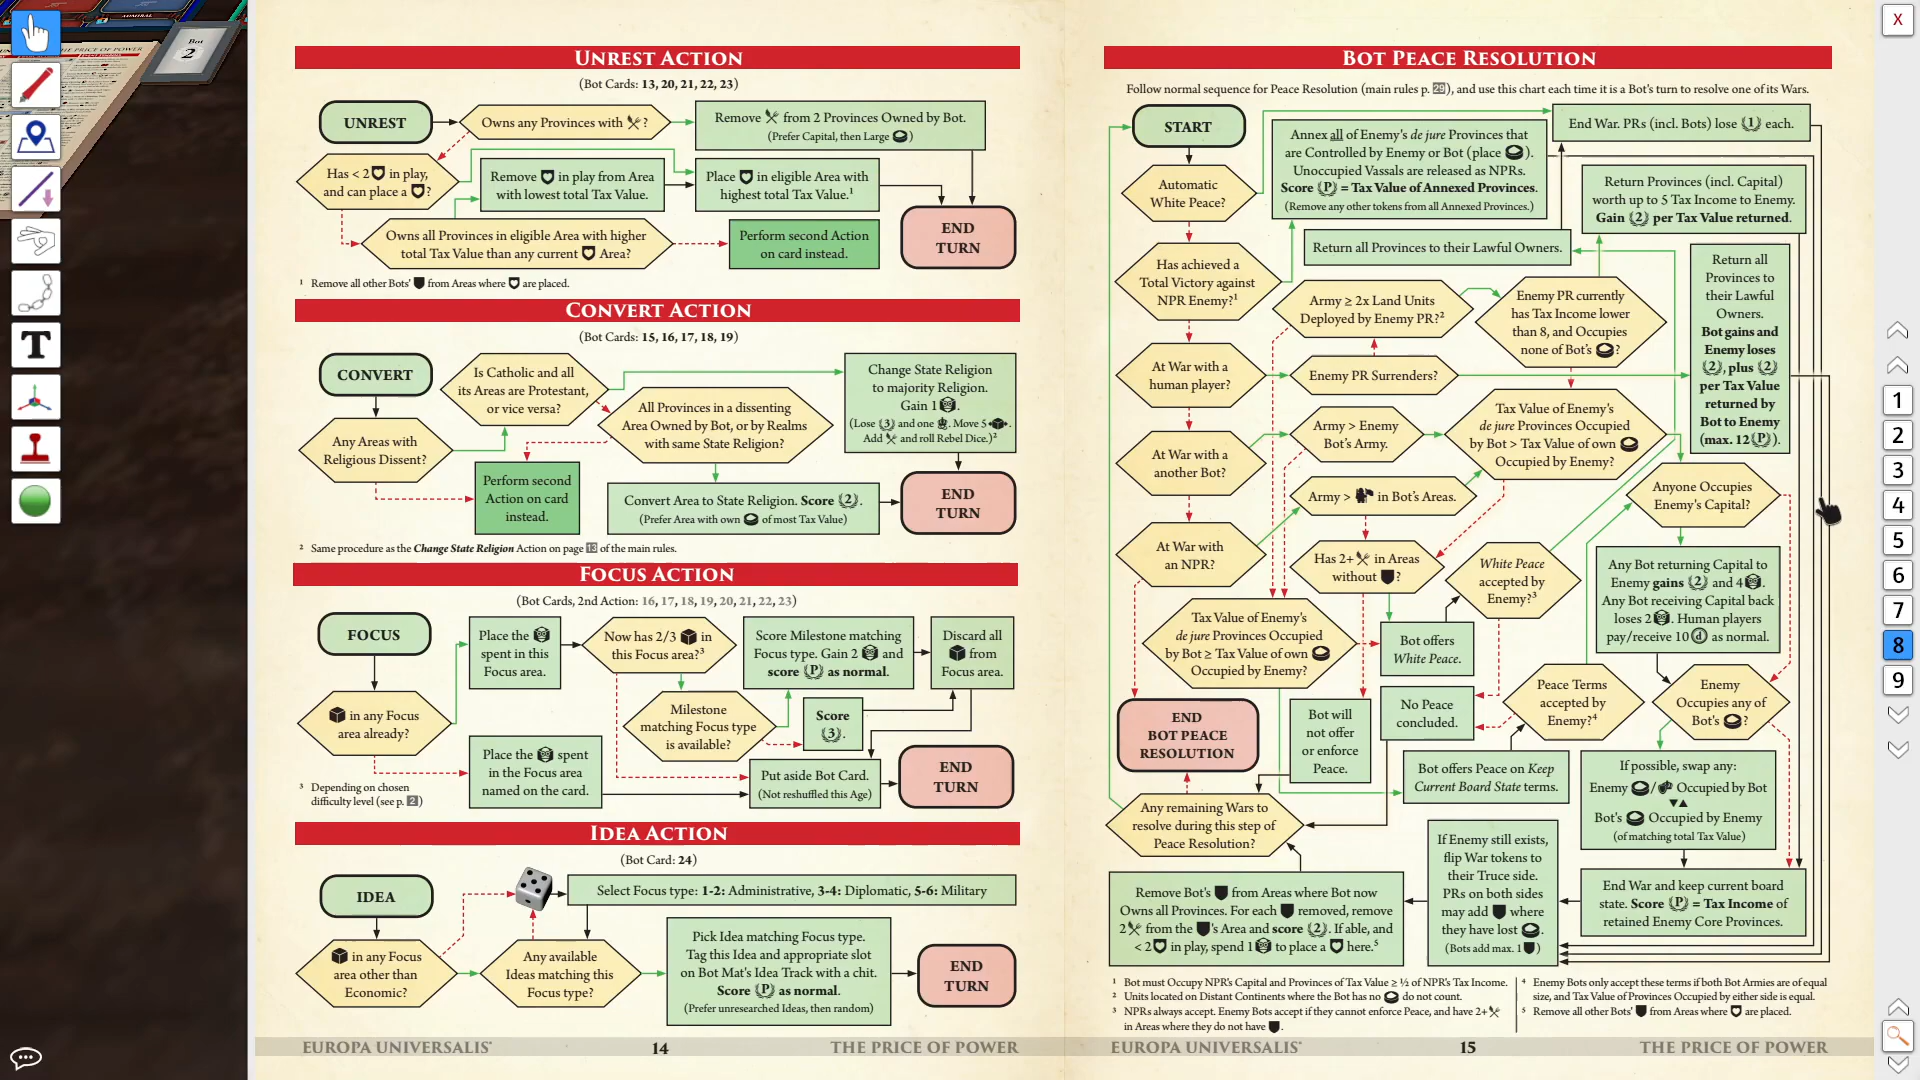 Bot
2
UNREST ACTION
(Bot Cards: 13, 20, 21, 22, 23)
UNREST
Owns any Provinces with ?
Remove from 2 Provinces Owned by Bot.
(Prefer Capital, then Large )
Has < 2 in play,
and can place a ?
Remove in play from Area
with lowest total Tax Value.
Place in eligible Area with
highest total Tax Value.¹
Owns all Provinces in eligible Area with higher
total Tax Value than any current Area?
Perform second Action
on card instead.
END
TURN
¹ Remove all other Bots' from Areas where are placed.
CONVERT ACTION
(Bot Cards: 15, 16, 17, 18, 19)
CONVERT
Is Catholic and all
its Areas are Protestant,
or vice versa?
Change State Religion
to majority Religion.
Gain 1 .
(Lose (3) and one . Move 5 .
Add and roll Rebel Dice.)²
Any Areas with
Religious Dissent?
All Provinces in a dissenting
Area Owned by Bot, or by Realms
with same State Religion?
Perform second
Action on card
instead.
Convert Area to State Religion. Score (2).
(Prefer Area with own of most Tax Value)
END
TURN
² Same procedure as the Change State Religion Action on page 13 of the main rules.
FOCUS ACTION
(Bot Cards, 2nd Action: 16, 17, 18, 19, 20, 21, 22, 23)
FOCUS
Place the
spent in this
Focus area.
Now has 2/3 in
this Focus area?³
Score Milestone matching
Focus type. Gain 2 and
score (P) as normal.
Discard all
from
Focus area.
in any Focus
area already?
Milestone
matching Focus type
is available?
Score
(3).
Place the spent
in the Focus area
named on the card.
Put aside Bot Card.
(Not reshuffled this Age)
END
TURN
³ Depending on chosen
difficulty level (see p. 2)
IDEA ACTION
(Bot Card: 24)
IDEA
Select Focus type: 1-2: Administrative, 3-4: Diplomatic, 5-6: Military
in any Focus
area other than
Economic?
Any available
Ideas matching this
Focus type?
Pick Idea matching Focus type.
Tag this Idea and appropriate slot
on Bot Mat's Idea Track with a chit.
Score (P) as normal.
(Prefer unresearched Ideas, then random)
END
TURN
EUROPA UNIVERSALIS
14
THE PRICE OF POWER
BOT PEACE RESOLUTION
Follow normal sequence for Peace Resolution (main rules p. 29), and use this chart each time it is a Bot's turn to resolve one of its Wars.
START
Annex all of Enemy's de jure Provinces that
are Controlled by Enemy or Bot (place ).
Unoccupied Vassals are released as NPRs.
Score (P) = Tax Value of Annexed Provinces.
(Remove any other tokens from all Annexed Provinces.)
End War. PRs (incl. Bots) lose (1) each.
Automatic
White Peace?
Return Provinces (incl. Capital)
worth up to 5 Tax Income to Enemy.
Gain (2) per Tax Value returned.
Return all Provinces to their Lawful Owners.
Has achieved a
Total Victory against
NPR Enemy?¹
Army ≥ 2x Land Units
Deployed by Enemy PR?²
Enemy PR currently
has Tax Income lower
than 8, and Occupies
none of Bot's ?
Return all
Provinces to
their Lawful
Owners.
Bot gains and
Enemy loses
(2), plus (2)
per Tax Value
returned by
Bot to Enemy
(max. 12 (P)).
At War with a
human player?
Enemy PR Surrenders?
At War with a
another Bot?
Army > Enemy
Bot's Army.
Tax Value of Enemy's
de jure Provinces Occupied
by Bot > Tax Value of own
Occupied by Enemy?
Army > in Bot's Areas.
Anyone Occupies
Enemy's Capital?
At War with
an NPR?
Has 2+ in Areas
without ?
White Peace
accepted by
Enemy?³
Any Bot returning Capital to
Enemy gains (2) and 4 .
Any Bot receiving Capital back
loses 2 . Human players
pay/receive 10 (d) as normal.
Tax Value of Enemy's
de jure Provinces Occupied
by Bot ≥ Tax Value of own
Occupied by Enemy?
Bot offers
White Peace.
END
BOT PEACE
RESOLUTION
Bot will
not offer
or enforce
Peace.
No Peace
concluded.
Peace Terms
accepted by
Enemy?⁴
Enemy
Occupies any of
Bot's ?
Bot offers Peace on Keep
Current Board State terms.
If possible, swap any:
Enemy / Occupied by Bot
▼▲
Bot's Occupied by Enemy
(of matching total Tax Value)
Any remaining Wars to
resolve during this step of
Peace Resolution?
Remove Bot's from Areas where Bot now
Owns all Provinces. For each removed, remove
2 from the 's Area and score (2). If able, and
< 2 in play, spend 1 to place a here.⁵
If Enemy still exists,
flip War tokens to
their Truce side.
PRs on both sides
may add where
they have lost .
(Bots add max. 1 )
End War and keep current board
state. Score (P) = Tax Income of
retained Enemy Core Provinces.
¹ Bot must Occupy NPR's Capital and Provinces of Tax Value ≥ ½ of NPR's Tax Income.
² Units located on Distant Continents where the Bot has no do not count.
³ NPRs always accept. Enemy Bots accept if they cannot enforce Peace, and have 2+
in Areas where they do not have .
⁴ Enemy Bots only accept these terms if both Bot Armies are of equal
size, and Tax Value of Provinces Occupied by either side is equal.
⁵ Remove all other Bots' from Areas where are placed.
EUROPA UNIVERSALIS
15
THE PRICE OF POWER
T
X
1
2
3
4
5
6
7
8
9